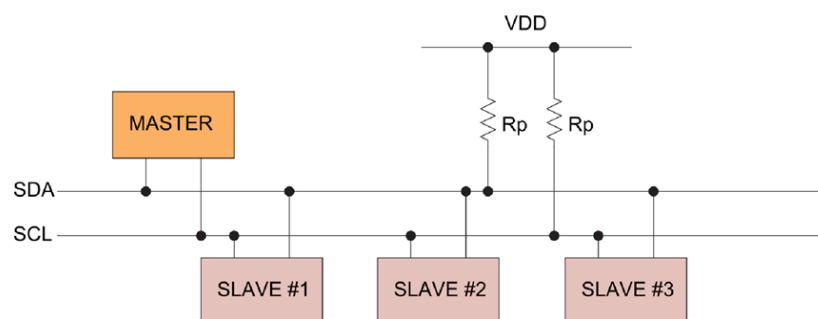 VDD
MASTER
Rp
Rp
SDA
SCL
SLAVE #1
SLAVE #2
SLAVE #3